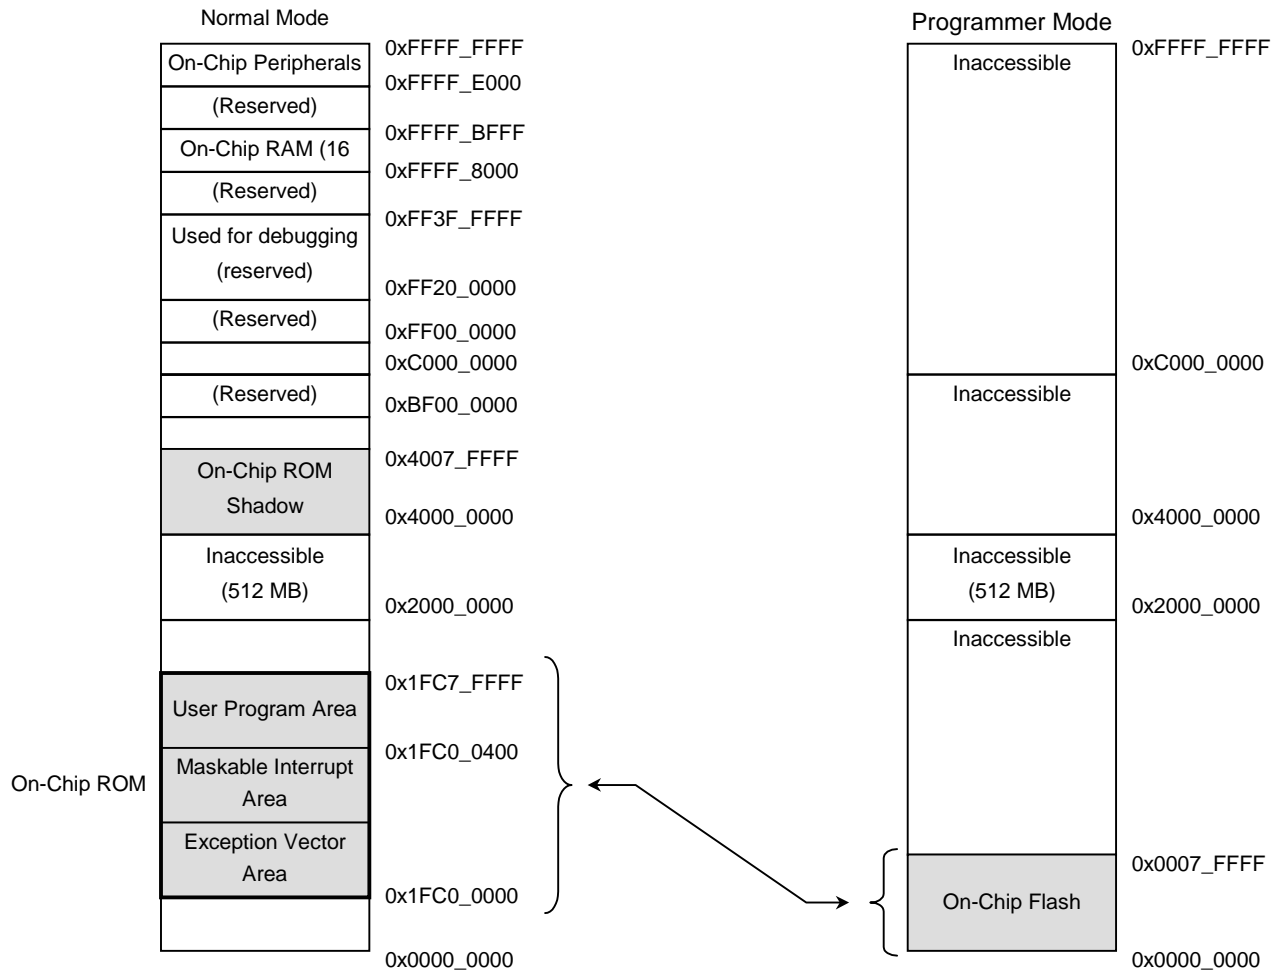 Normal Mode
0xFFFF_FFFF
On-Chip Peripherals
0xFFFF_E000
(Reserved)
0xFFFF_BFFF
On-Chip RAM (16
0xFFFF_8000
(Reserved)
0xFF3F_FFFF
Used for debugging
(reserved)
0xFF20_0000
(Reserved)
0xFF00_0000
0xC000_0000
(Reserved)
0xBF00_0000
0x4007_FFFF
On-Chip ROM
Shadow
0x4000_0000
Inaccessible
(512 MB)
0x2000_0000
0x1FC7_FFFF
User Program Area
0x1FC0_0400
On-Chip ROM
Maskable Interrupt
Area
Exception Vector
Area
0x1FC0_0000
0x0000_0000
Programmer Mode
0xFFFF_FFFF
Inaccessible
0xC000_0000
Inaccessible
0x4000_0000
Inaccessible
(512 MB)
0x2000_0000
Inaccessible
0x0007_FFFF
On-Chip Flash
0x0000_0000